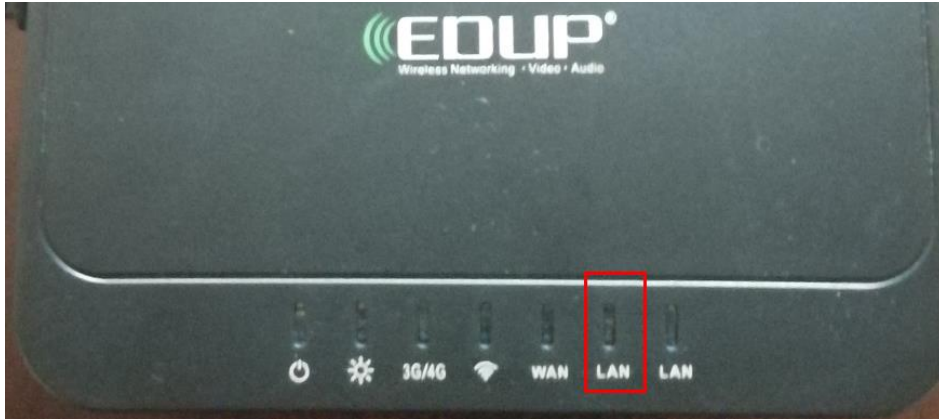 EDUP®
Wireless Networking · Video · Audio
3G/4G WAN LAN LAN